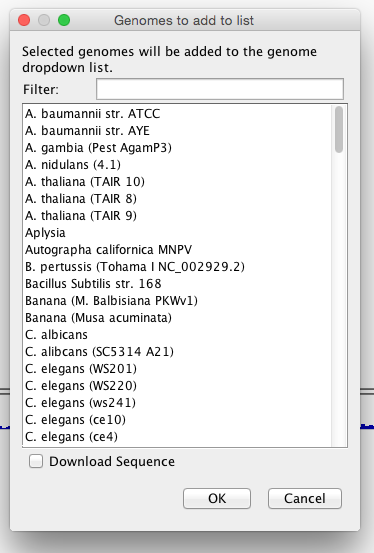 Genomes to add to list
Selected genomes will be added to the genome
dropdown list.
Filter:
A. baumannii str. ATCC
A. baumannii str. AYE
A. gambia (Pest AgamP3)
A. nidulans (4.1)
A. thaliana (TAIR 10)
A. thaliana (TAIR 8)
A. thaliana (TAIR 9)
Aplysia
Autographa californica MNPV
B. pertussis (Tohama I NC_002929.2)
Bacillus Subtilis str. 168
Banana (M. Balbisiana PKWv1)
Banana (Musa acuminata)
C. albicans
C. alibcans (SC5314 A21)
C. elegans (WS201)
C. elegans (WS220)
C. elegans (ws241)
C. elegans (ce10)
C. elegans (ce4)
Download Sequence
OK Cancel